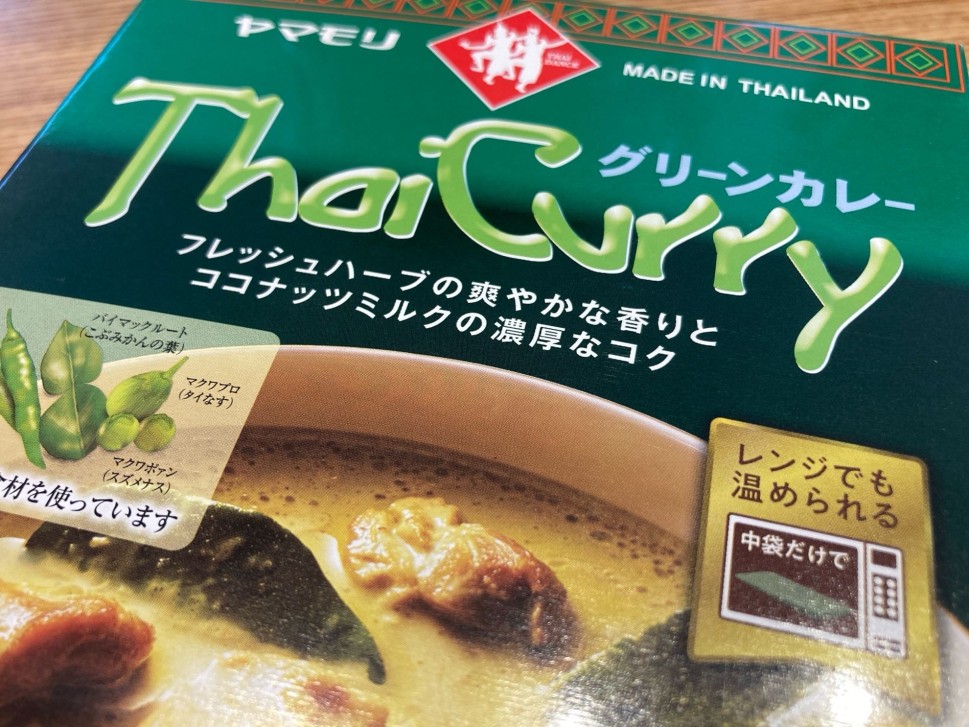 ヤマモリ
THAI DANCE
MADE IN THAILAND
Thai Curry
グリーンカレー
フレッシュハーブの爽やかな香りと
ココナッツミルクの濃厚なコク
バイマックルート
(こぶみかんの葉)
マクワプロ
(タイなす)
マクワポァン
(スズメナス)
材を使っています
レンジでも
温められる
中袋だけで